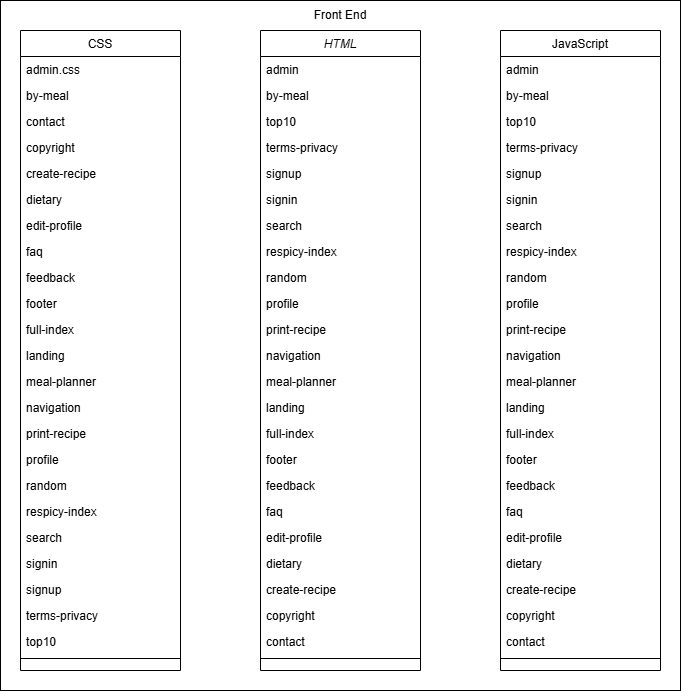 Front End
CSS
admin.css
by-meal
contact
copyright
create-recipe
dietary
edit-profile
faq
feedback
footer
full-index
landing
meal-planner
navigation
print-recipe
profile
random
respicy-index
search
signin
signup
terms-privacy
top10
HTML
admin
by-meal
top10
terms-privacy
signup
signin
search
respicy-index
random
profile
print-recipe
navigation
meal-planner
landing
full-index
footer
feedback
faq
edit-profile
dietary
create-recipe
copyright
contact
JavaScript
admin
by-meal
top10
terms-privacy
signup
signin
search
respicy-index
random
profile
print-recipe
navigation
meal-planner
landing
full-index
footer
feedback
faq
edit-profile
dietary
create-recipe
copyright
contact